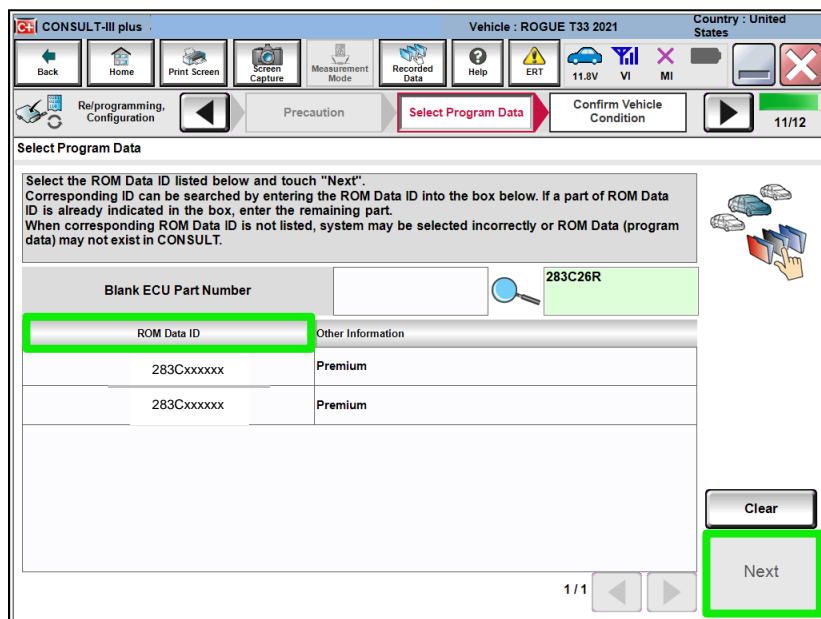 C+ CONSULT-III plus
Vehicle : ROGUE T33 2021
Country : United
States
Back
Home
Print Screen
Screen
Capture
Measurement
Mode
Recorded
Data
Help
ERT
11.8V
VI
MI
Re/programming,
Configuration
Precaution
Select Program Data
Confirm Vehicle
Condition
11/12
Select Program Data
Select the ROM Data ID listed below and touch "Next".
Corresponding ID can be searched by entering the ROM Data ID into the box below. If a part of ROM Data
ID is already indicated in the box, enter the remaining part.
When corresponding ROM Data ID is not listed, system may be selected incorrectly or ROM Data (program
data) may not exist in CONSULT.
Blank ECU Part Number
283C26R
ROM Data ID
Other Information
283Cxxxxxx
Premium
283Cxxxxxx
Premium
Clear
Next
1/1